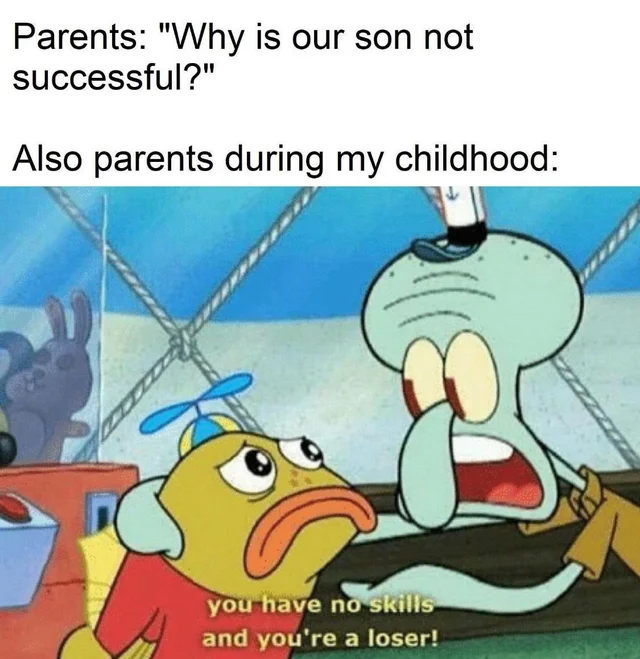 Parents: "Why is our son not
successful?"
Also parents during my childhood:
you have no skills
and you're a loser!